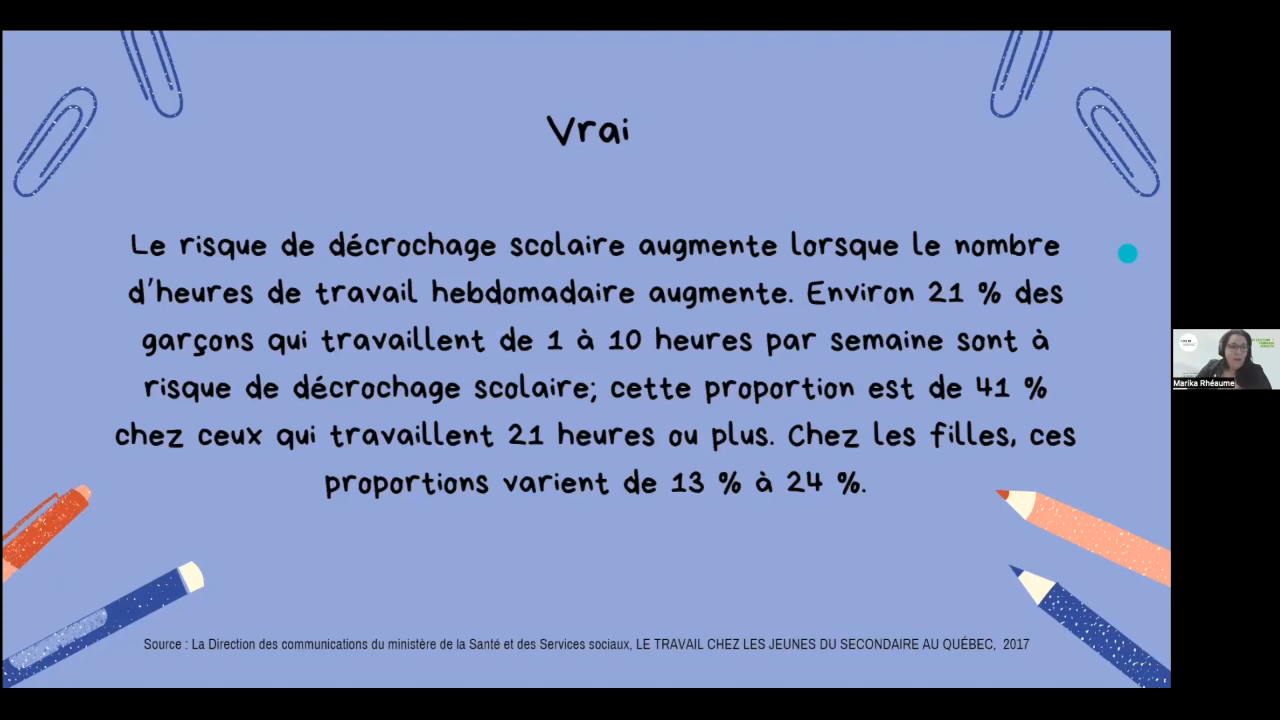 Vrai
Le risque de décrochage scolaire augmente lorsque le nombre
d'heures de travail hebdomadaire augmente. Environ 21 % des
garçons qui travaillent de 1 à 10 heures par semaine sont à
risque de décrochage scolaire; cette proportion est de 41 %
chez ceux qui travaillent 21 heures ou plus. Chez les filles, ces
proportions varient de 13 % à 24 %.
Marika Rhéaume
Source : La Direction des communications du ministère de la Santé et des Services sociaux, LE TRAVAIL CHEZ LES JEUNES DU SECONDAIRE AU QUÉBEC, 2017